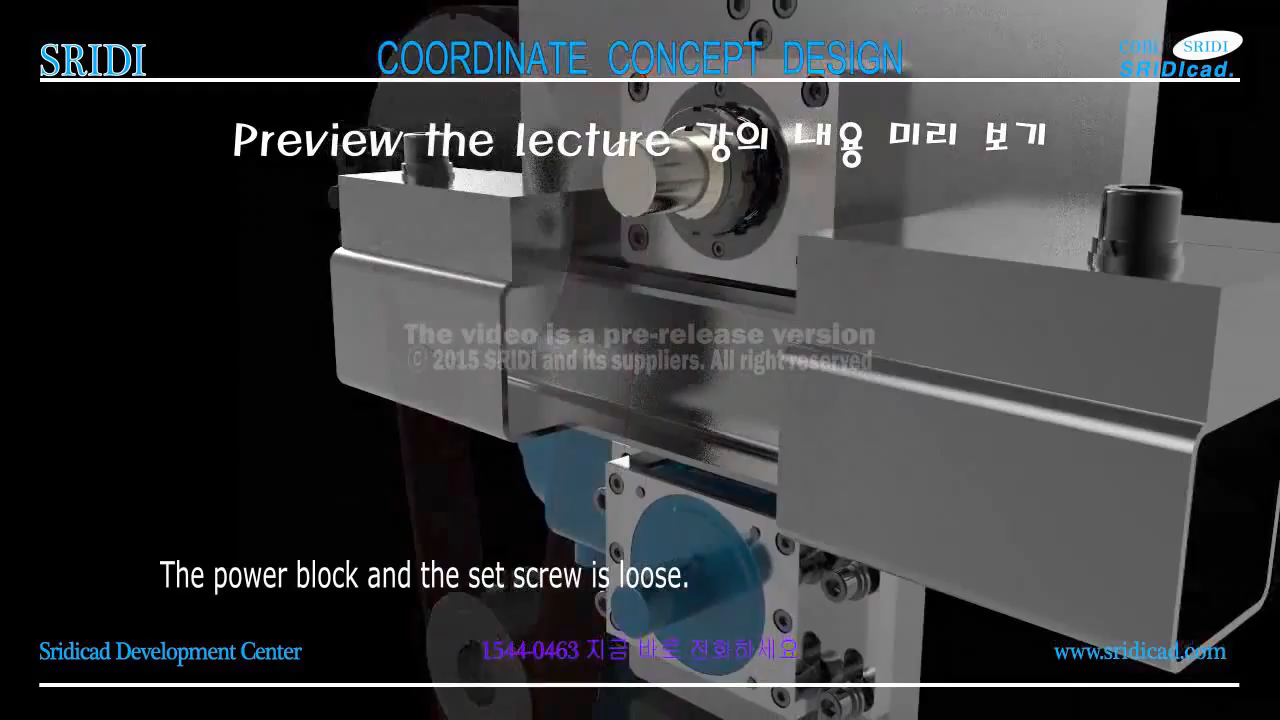 SRIDI
COORDINATE CONCEPT DESIGN
SRIDI
SRIDIcad.
Preview the lecture 강의 내용 미리 보기
The video is a pre-release version
© 2015 SRIDI and its suppliers. All right reserved
The power block and the set screw is loose.
Sridicad Development Center
1544-0463 지금 바로 전화하세요
www.sridicad.com